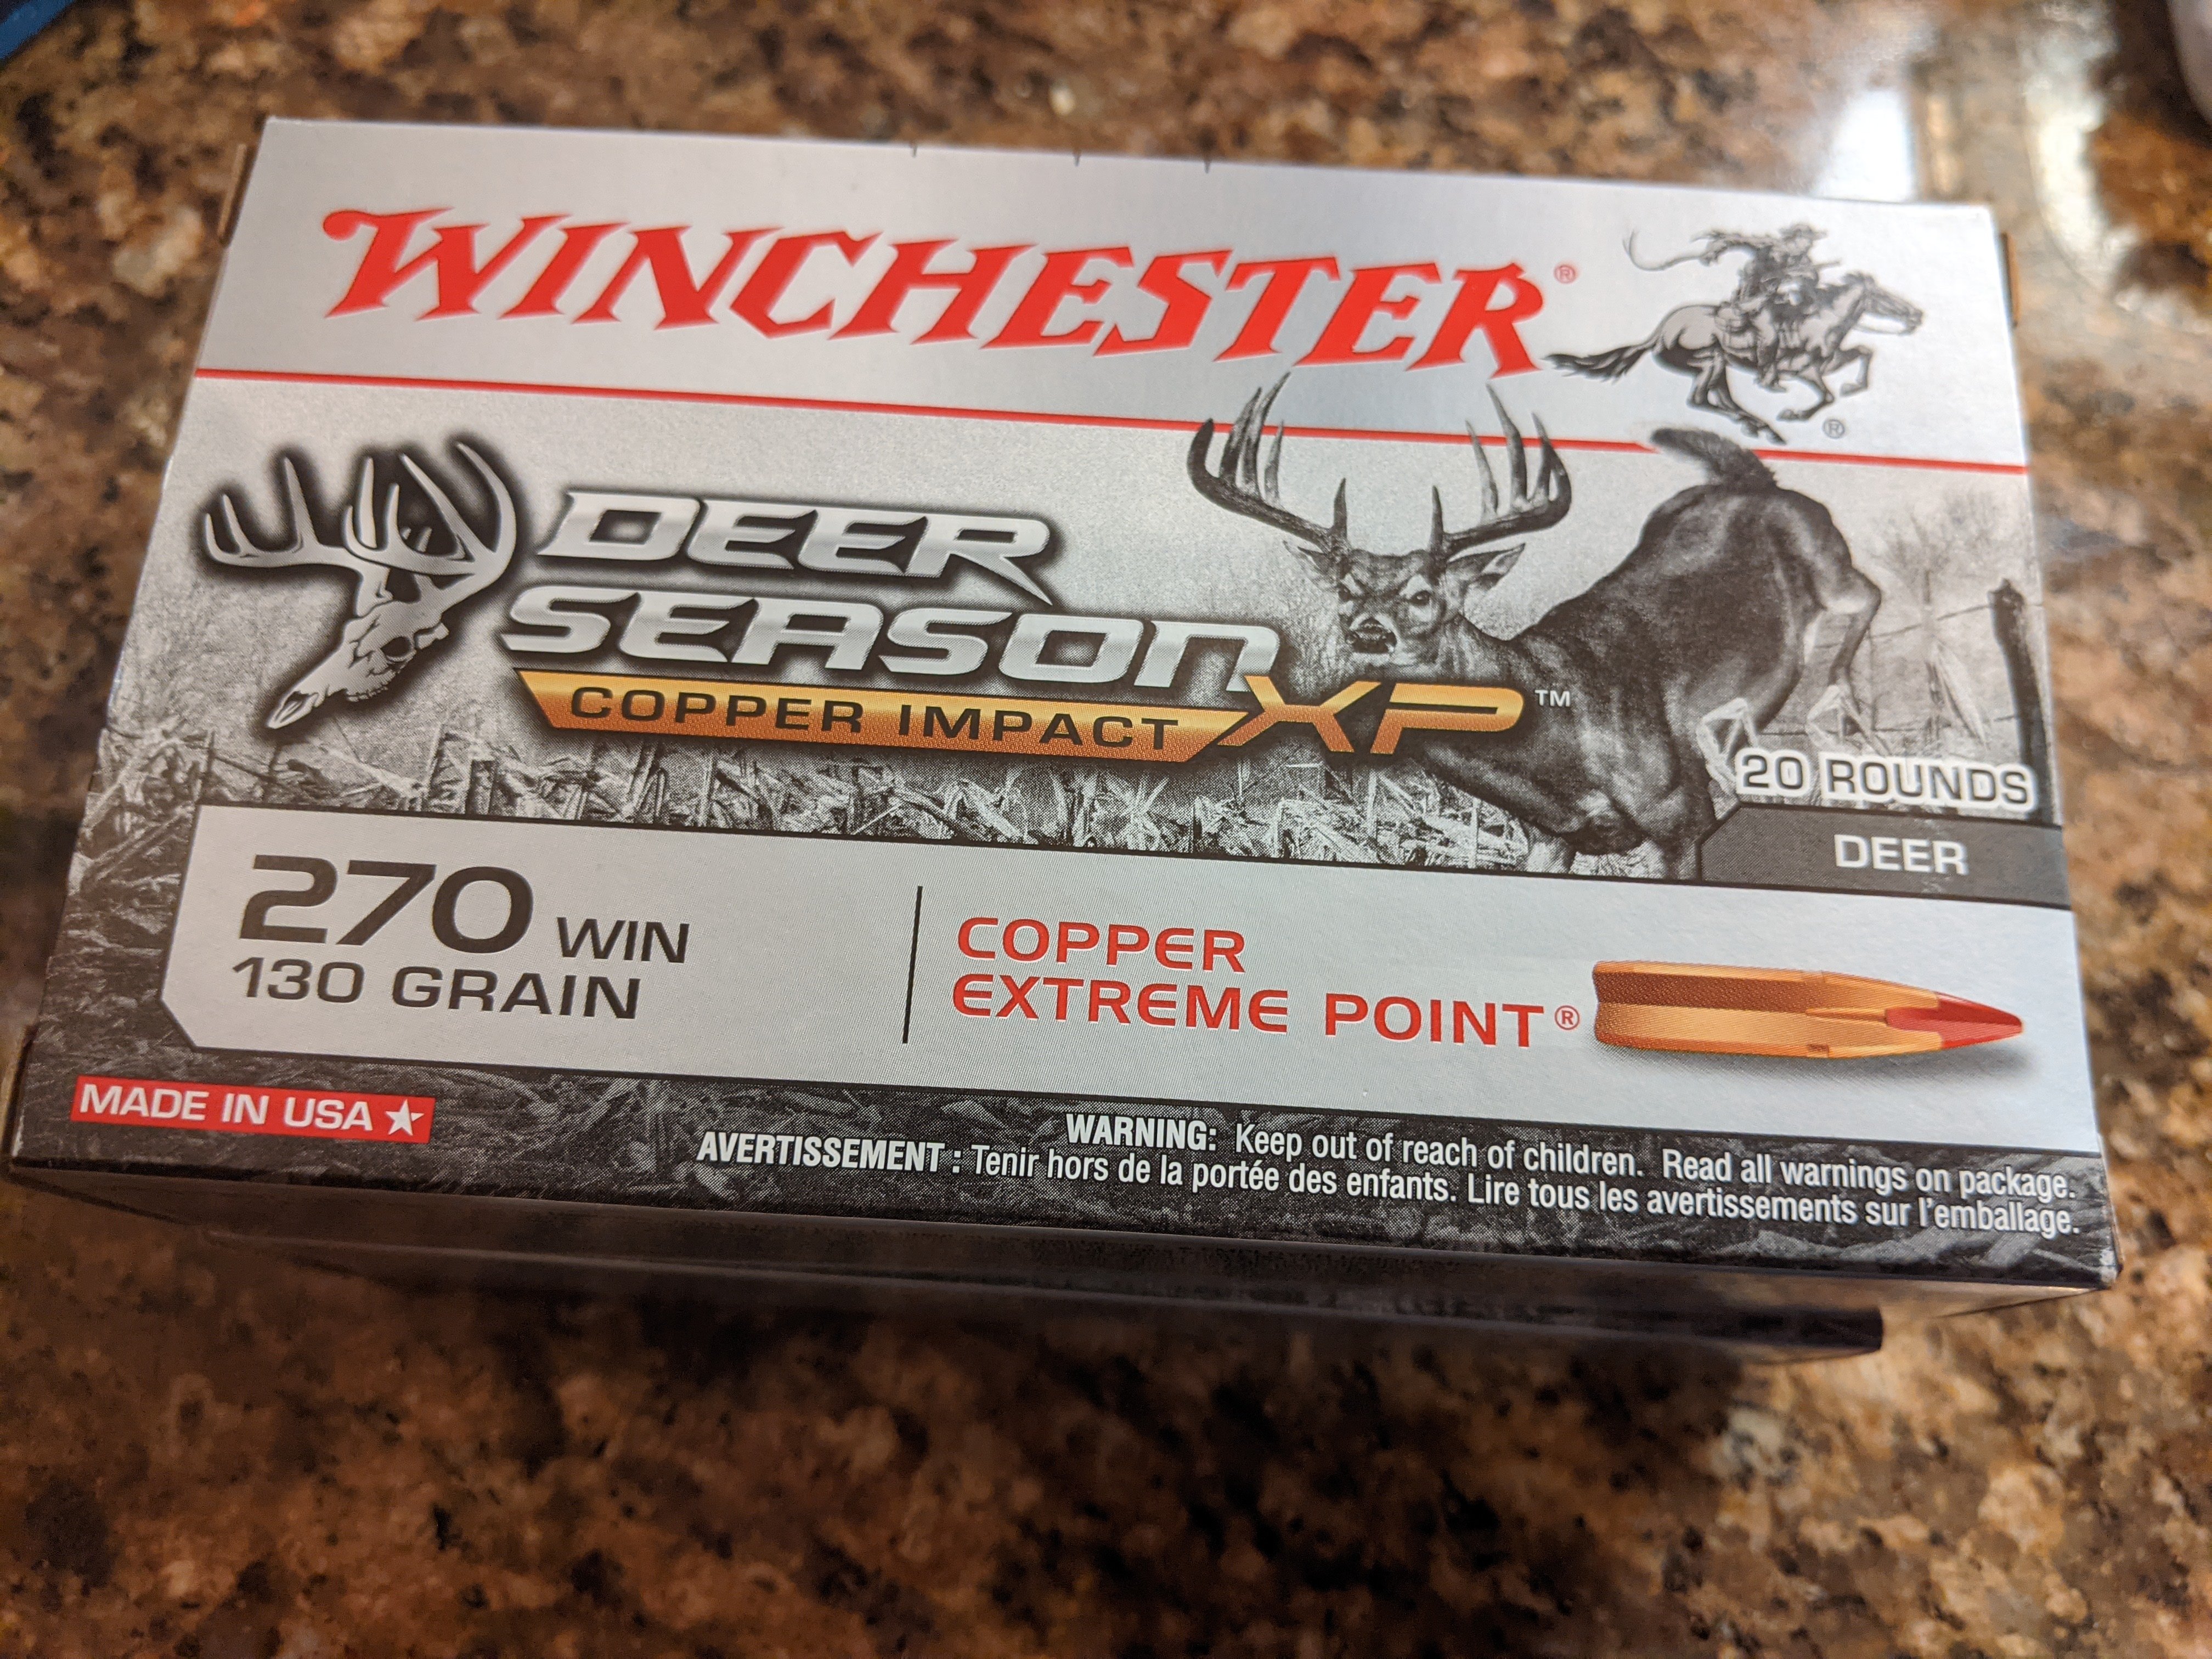 WINCHESTER®
®
DEER
SEASON
COPPER IMPACT XP™
20 ROUNDS
DEER
270 WIN
130 GRAIN
COPPER
EXTREME POINT®
MADE IN USA
WARNING: Keep out of reach of children. Read all warnings on package.
AVERTISSEMENT : Tenir hors de la portée des enfants. Lire tous les avertissements sur l'emballage.